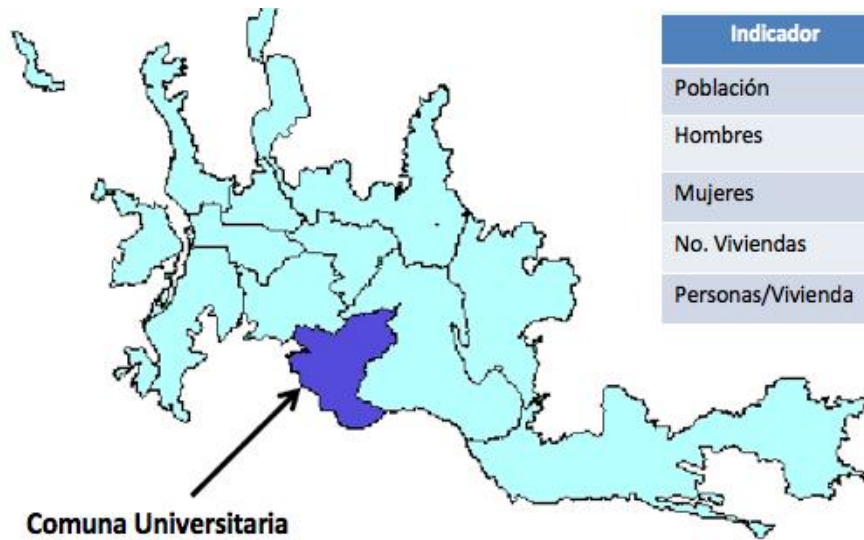 Indicador
Población
Hombres
Mujeres
No. Viviendas
Personas/Vivienda
Comuna Universitaria